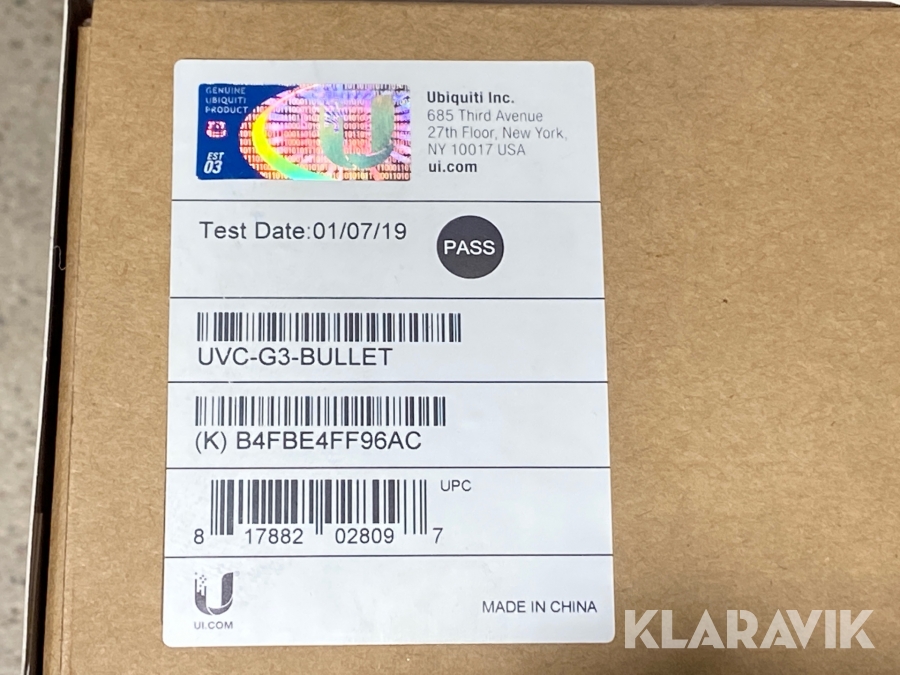 GENUINE
UBIQUITI
PRODUCT
EST
03
U
Ubiquiti Inc.
685 Third Avenue
27th Floor, New York,
NY 10017 USA
ui.com
Test Date:01/07/19
PASS
UVC-G3-BULLET
(K) B4FBE4FF96AC
UPC
8 17882 02809 7
U
UI.COM
MADE IN CHINA
KLARAVIK